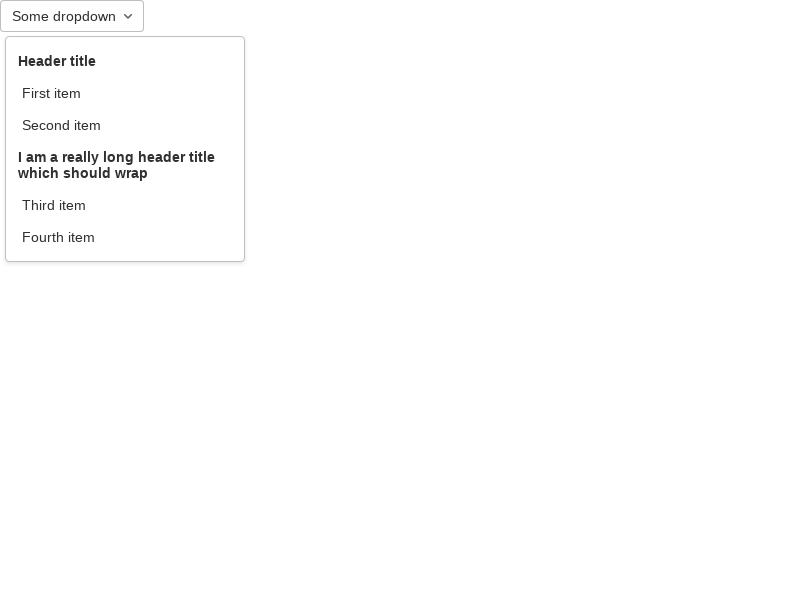 Some dropdown
Header title
First item
Second item
I am a really long header title
which should wrap
Third item
Fourth item